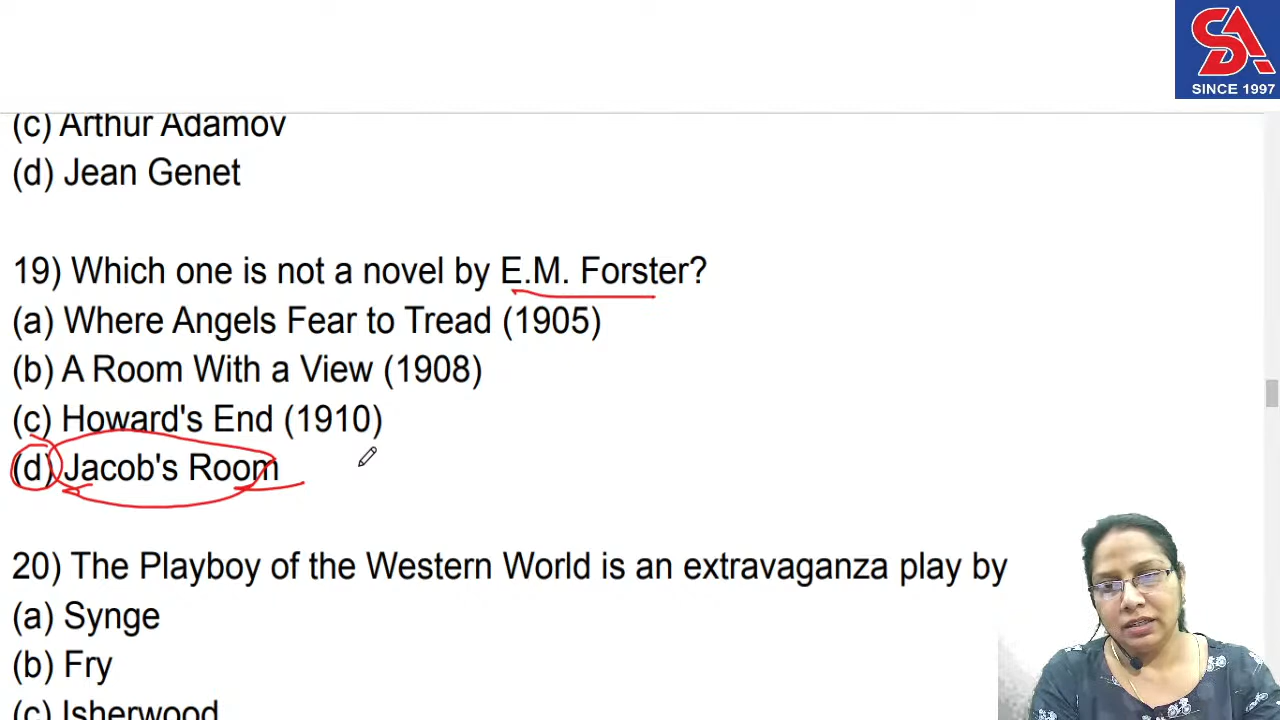 SA
SINCE 1997
(c) Arthur Adamov
(d) Jean Genet
19) Which one is not a novel by E.M. Forster?
(a) Where Angels Fear to Tread (1905)
(b) A Room With a View (1908)
(c) Howard's End (1910)
(d) Jacob's Room
20) The Playboy of the Western World is an extravaganza play by
(a) Synge
(b) Fry
(c) Isherwood